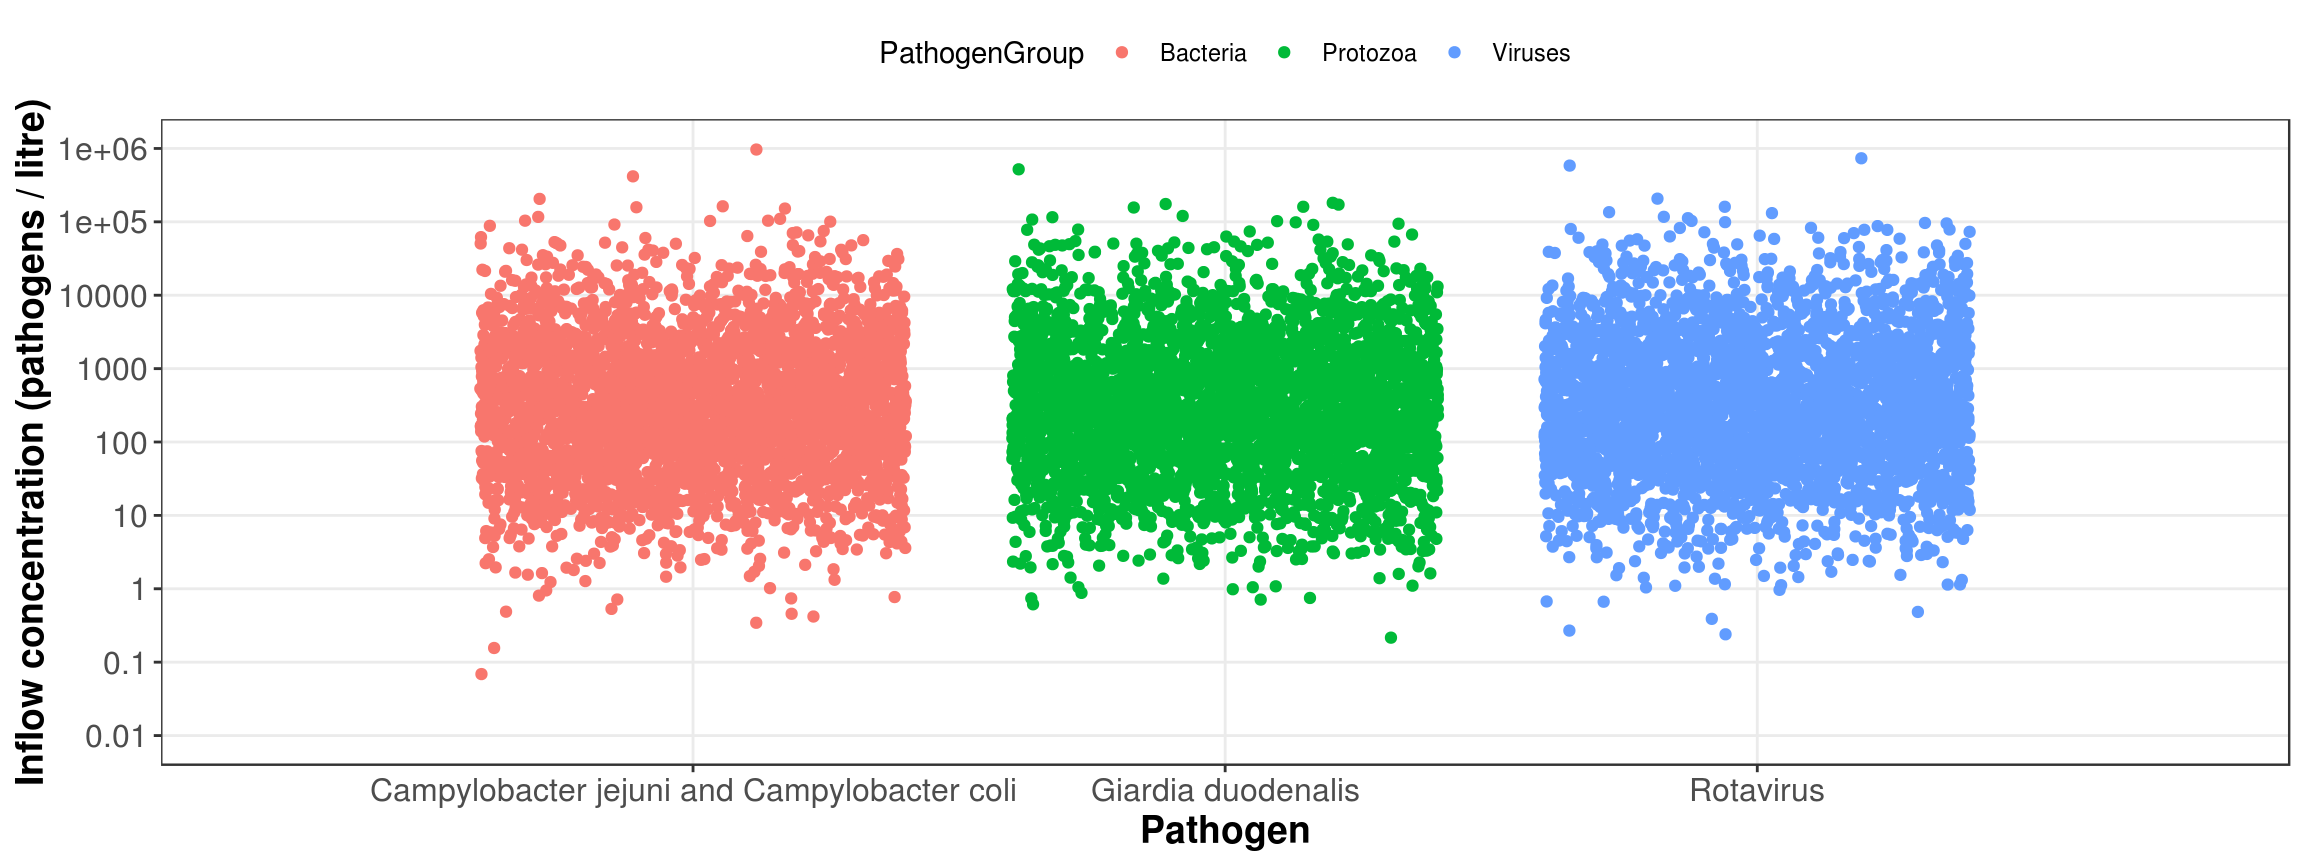 PathogenGroup Bacteria Protozoa Viruses
Inflow concentration (pathogens / litre)
1e+06
1e+05
10000
1000
100
10
1
0.1
0.01
Campylobacter jejuni and Campylobacter coli Giardia duodenalis Rotavirus
Pathogen